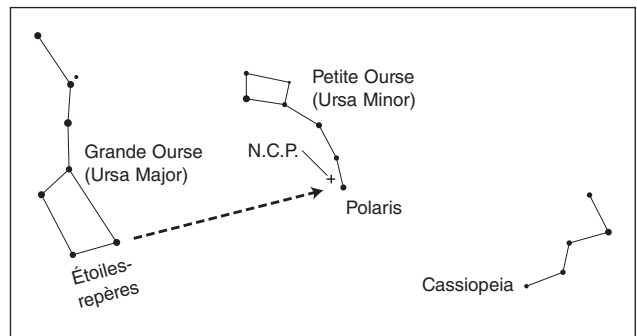 Petite Ourse
(Ursa Minor)
N.C.P.
Grande Ourse
(Ursa Major)
Polaris
Étoiles-
repères
Cassiopeia